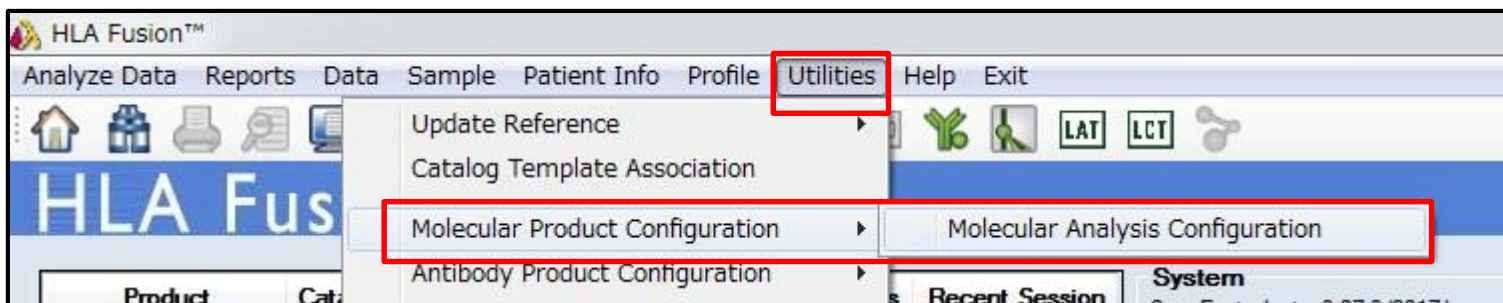 HLA Fusion™
Analyze Data Reports Data Sample Patient Info Profile Utilities Help Exit
Update Reference
LAT LCT
Catalog Template Association
HLA Fus
Molecular Product Configuration Molecular Analysis Configuration
Antibody Product Configuration
Product Recent Session System